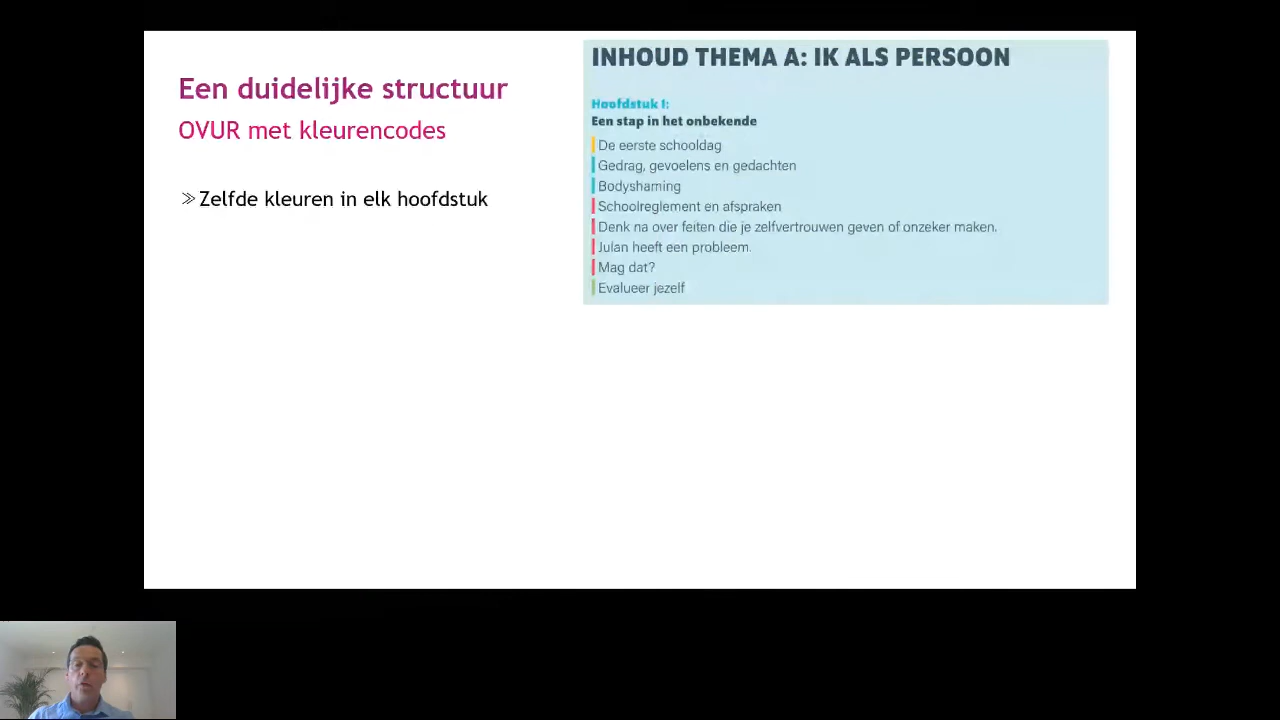 Een duidelijke structuur
OVUR met kleurencodes
Zelfde kleuren in elk hoofdstuk
INHOUD THEMA A: IK ALS PERSOON
Hoofdstuk 1:
Een stap in het onbekende
De eerste schooldag
Gedrag, gevoelens en gedachten
Bodyshaming
Schoolreglement en afspraken
Denk na over feiten die je zelfvertrouwen geven of onzeker maken.
Julan heeft een probleem.
Mag dat?
Evalueer jezelf